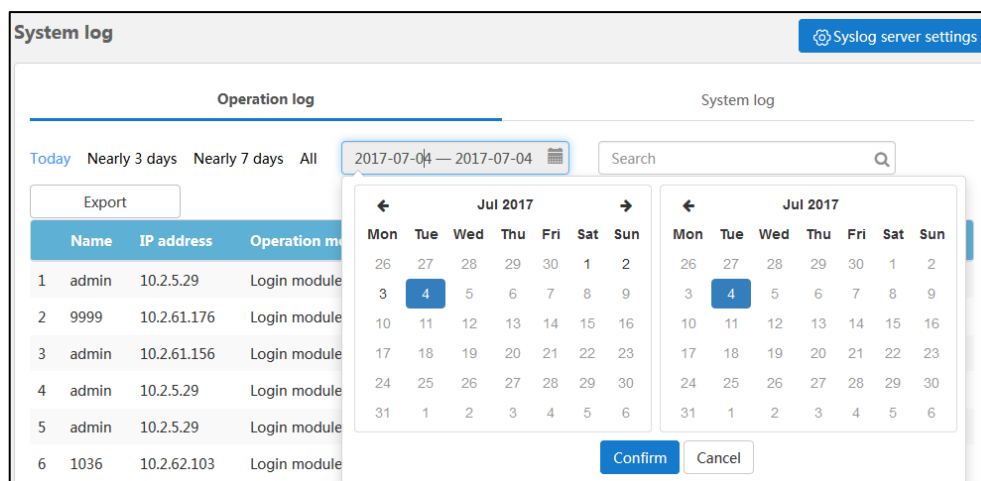 System log
Syslog server settings
Operation log System log
Today Nearly 3 days Nearly 7 days All 2017-07-04 — 2017-07-04 Search
Export
Name IP address Operation
Jul 2017 Jul 2017
Mon Tue Wed Thu Fri Sat Sun Mon Tue Wed Thu Fri Sat Sun
1 admin 10.2.5.29 Login module
26 27 28 29 30 1 2 26 27 28 29 30 1 2
3 4 5 6 7 8 9 3 4 5 6 7 8 9
2 9999 10.2.61.176 Login module
10 11 12 13 14 15 16 10 11 12 13 14 15 16
3 admin 10.2.61.156 Login module
17 18 19 20 21 22 23 17 18 19 20 21 22 23
4 admin 10.2.5.29 Login module
24 25 26 27 28 29 30 24 25 26 27 28 29 30
5 admin 10.2.5.29 Login module
31 1 2 3 4 5 6 31 1 2 3 4 5 6
6 1036 10.2.62.103 Login module
Confirm Cancel